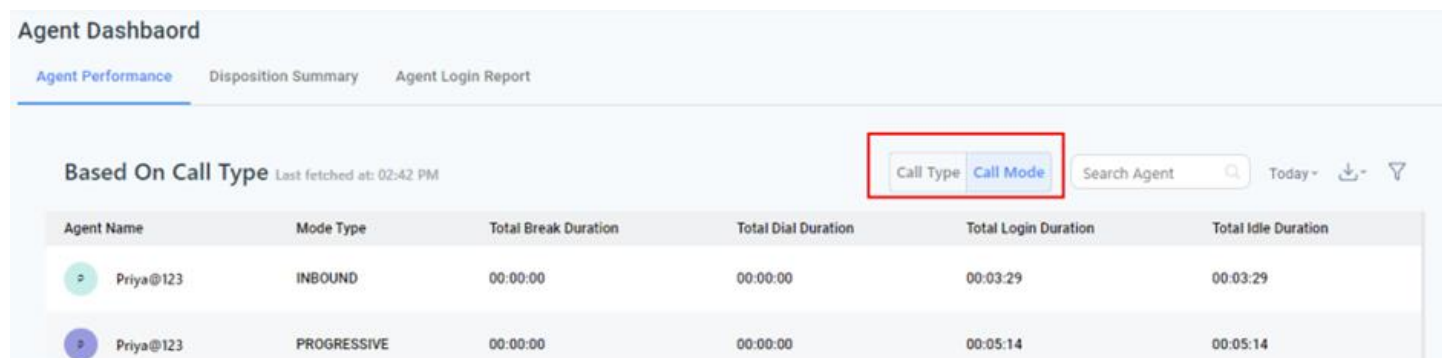 Agent Dashbaord
Agent Performance Disposition Summary Agent Login Report
Based On Call Type Last fetched at: 02:42 PM Call Type Call Mode Search Agent Today
Agent Name Mode Type Total Break Duration Total Dial Duration Total Login Duration Total Idle Duration
Priya@123 INBOUND 00:00:00 00:00:00 00:03:29 00:03:29
Priya@123 PROGRESSIVE 00:00:00 00:00:00 00:05:14 00:05:14